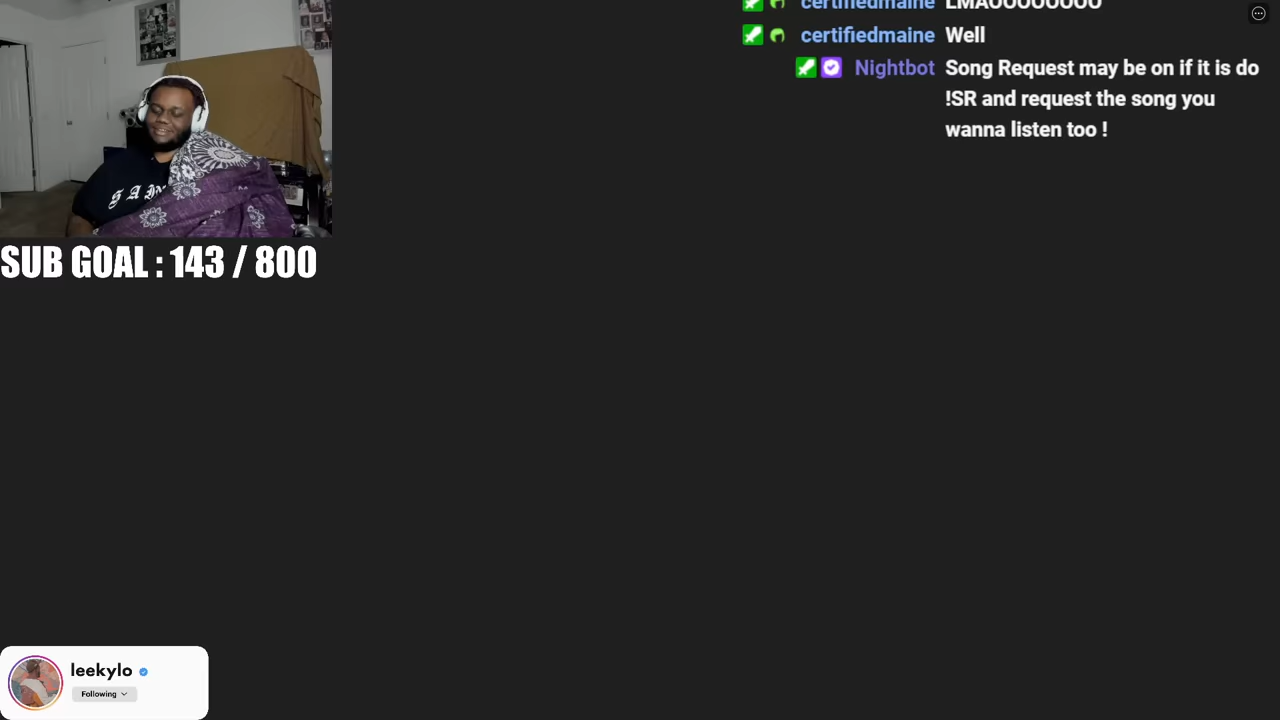 certifiedmaine LMAOOOOOOOO
certifiedmaine Well
Nightbot Song Request may be on if it is do
!SR and request the song you
wanna listen too !
SUB GOAL : 143 / 800
leekylo
Following